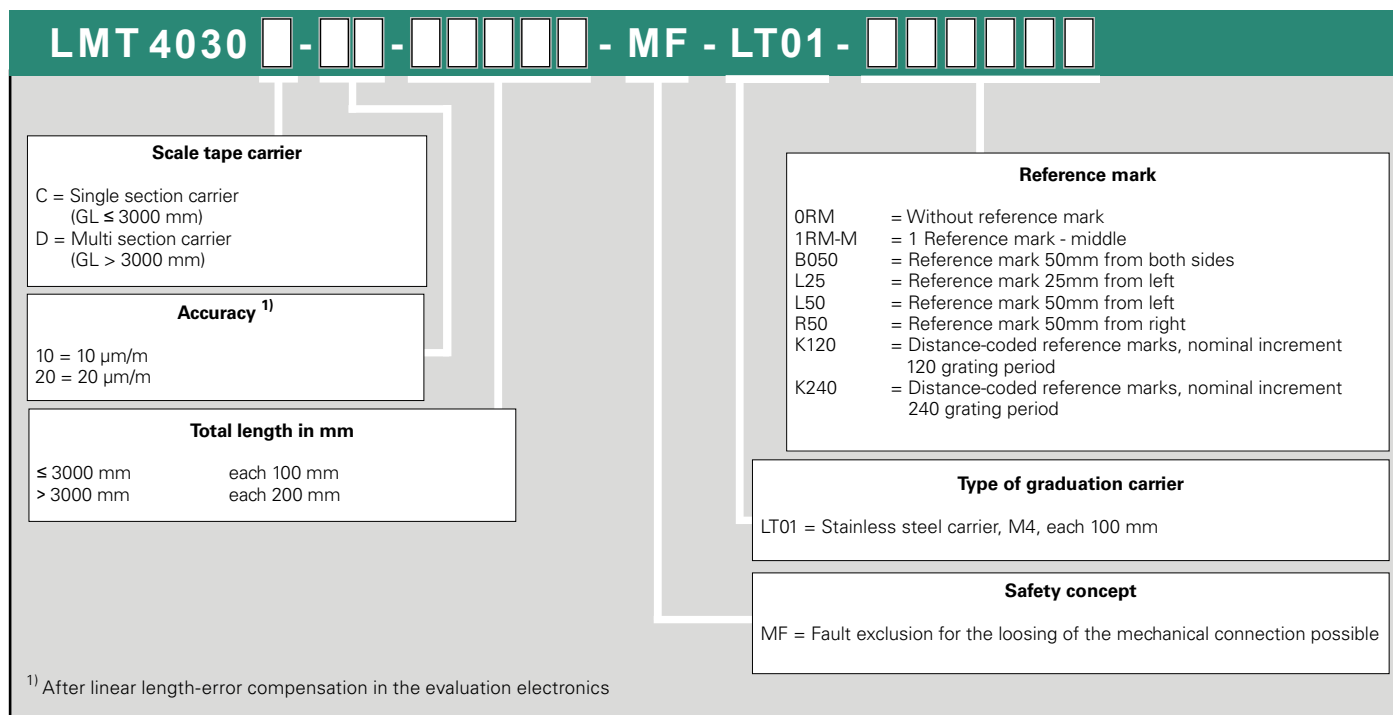 LMT 4030 - - - MF - LT01 -
Scale tape carrier
C = Single section carrier
(GL ≤ 3000 mm)
D = Multi section carrier
(GL > 3000 mm)
Accuracy 1)
10 = 10 µm/m
20 = 20 µm/m
Total length in mm
≤ 3000 mm each 100 mm
> 3000 mm each 200 mm
Reference mark
0RM = Without reference mark
1RM-M = 1 Reference mark - middle
B050 = Reference mark 50mm from both sides
L25 = Reference mark 25mm from left
L50 = Reference mark 50mm from left
R50 = Reference mark 50mm from right
K120 = Distance-coded reference marks, nominal increment
120 grating period
K240 = Distance-coded reference marks, nominal increment
240 grating period
Type of graduation carrier
LT01 = Stainless steel carrier, M4, each 100 mm
Safety concept
MF = Fault exclusion for the loosing of the mechanical connection possible
1) After linear length-error compensation in the evaluation electronics